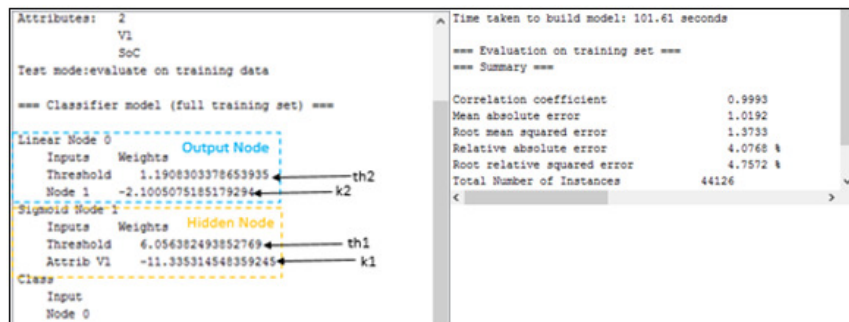 Attributes: 2
V1
SoC
Test mode:evaluate on training data
=== Classifier model (full training set) ===
Linear Node 0
Output Node
Inputs Weights
Threshold 1.1908303378653935 th2
Node 1 -2.1005075185179294 k2
Sigmoid Node 1
Hidden Node
Inputs Weights
Threshold 6.056382493852769 th1
Attrib V1 -11.335314548359245 k1
Class
Input
Node 0
Time taken to build model: 101.61 seconds
=== Evaluation on training set ===
=== Summary ===
Correlation coefficient 0.9993
Mean absolute error 1.0192
Root mean squared error 1.3733
Relative absolute error 4.0768 %
Root relative squared error 4.7572 %
Total Number of Instances 44126